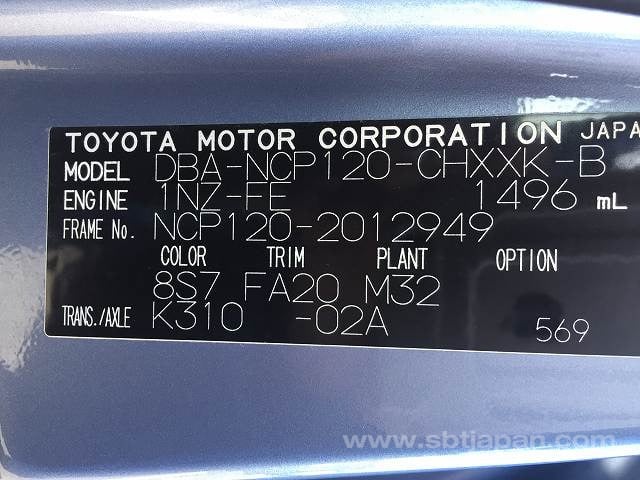 TOYOTA MOTOR CORPORATION JAPA
MODEL DBA-NCP120-CHXXK-B
ENGINE 1NZ-FE 1496 mL
FRAME No. NCP120-2012949
COLOR TRIM PLANT OPTION
8S7 FA20 M32
TRANS./AXLE K310 -02A
569
www.sbtjapan.com